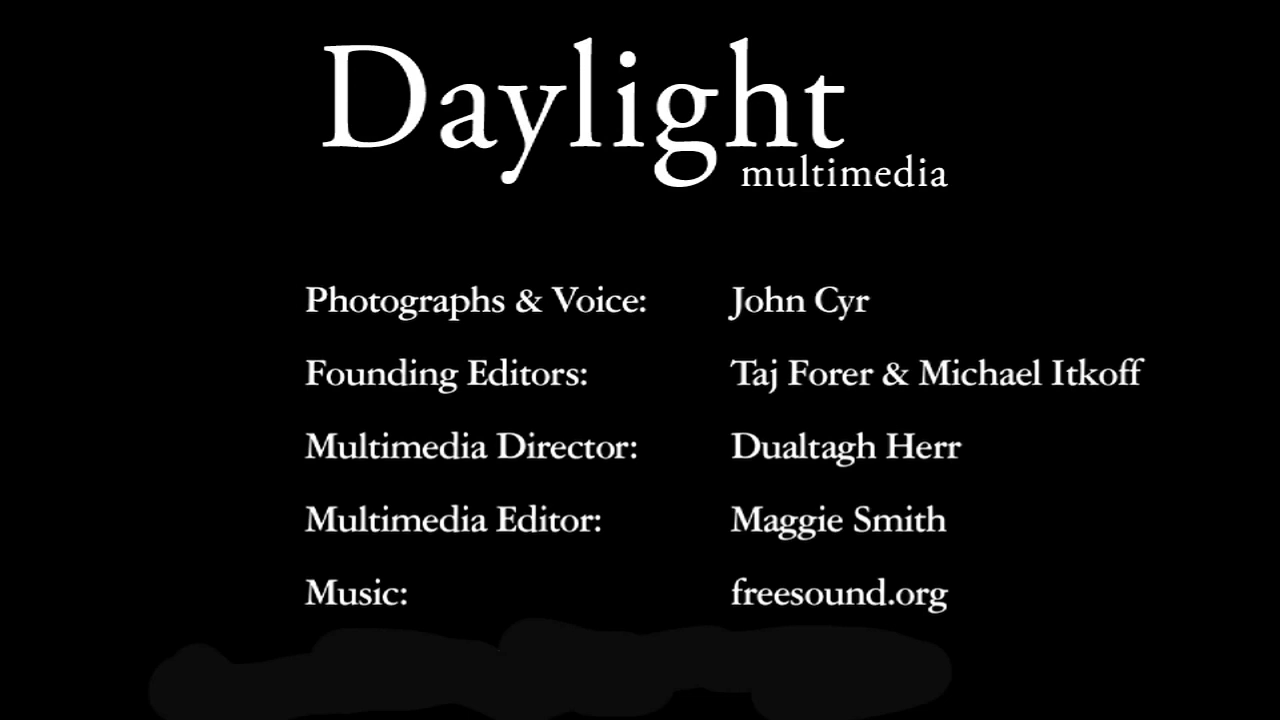 Daylight
multimedia
Photographs & Voice: John Cyr
Founding Editors: Taj Forer & Michael Itkoff
Multimedia Director: Dualtagh Herr
Multimedia Editor: Maggie Smith
Music: freesound.org